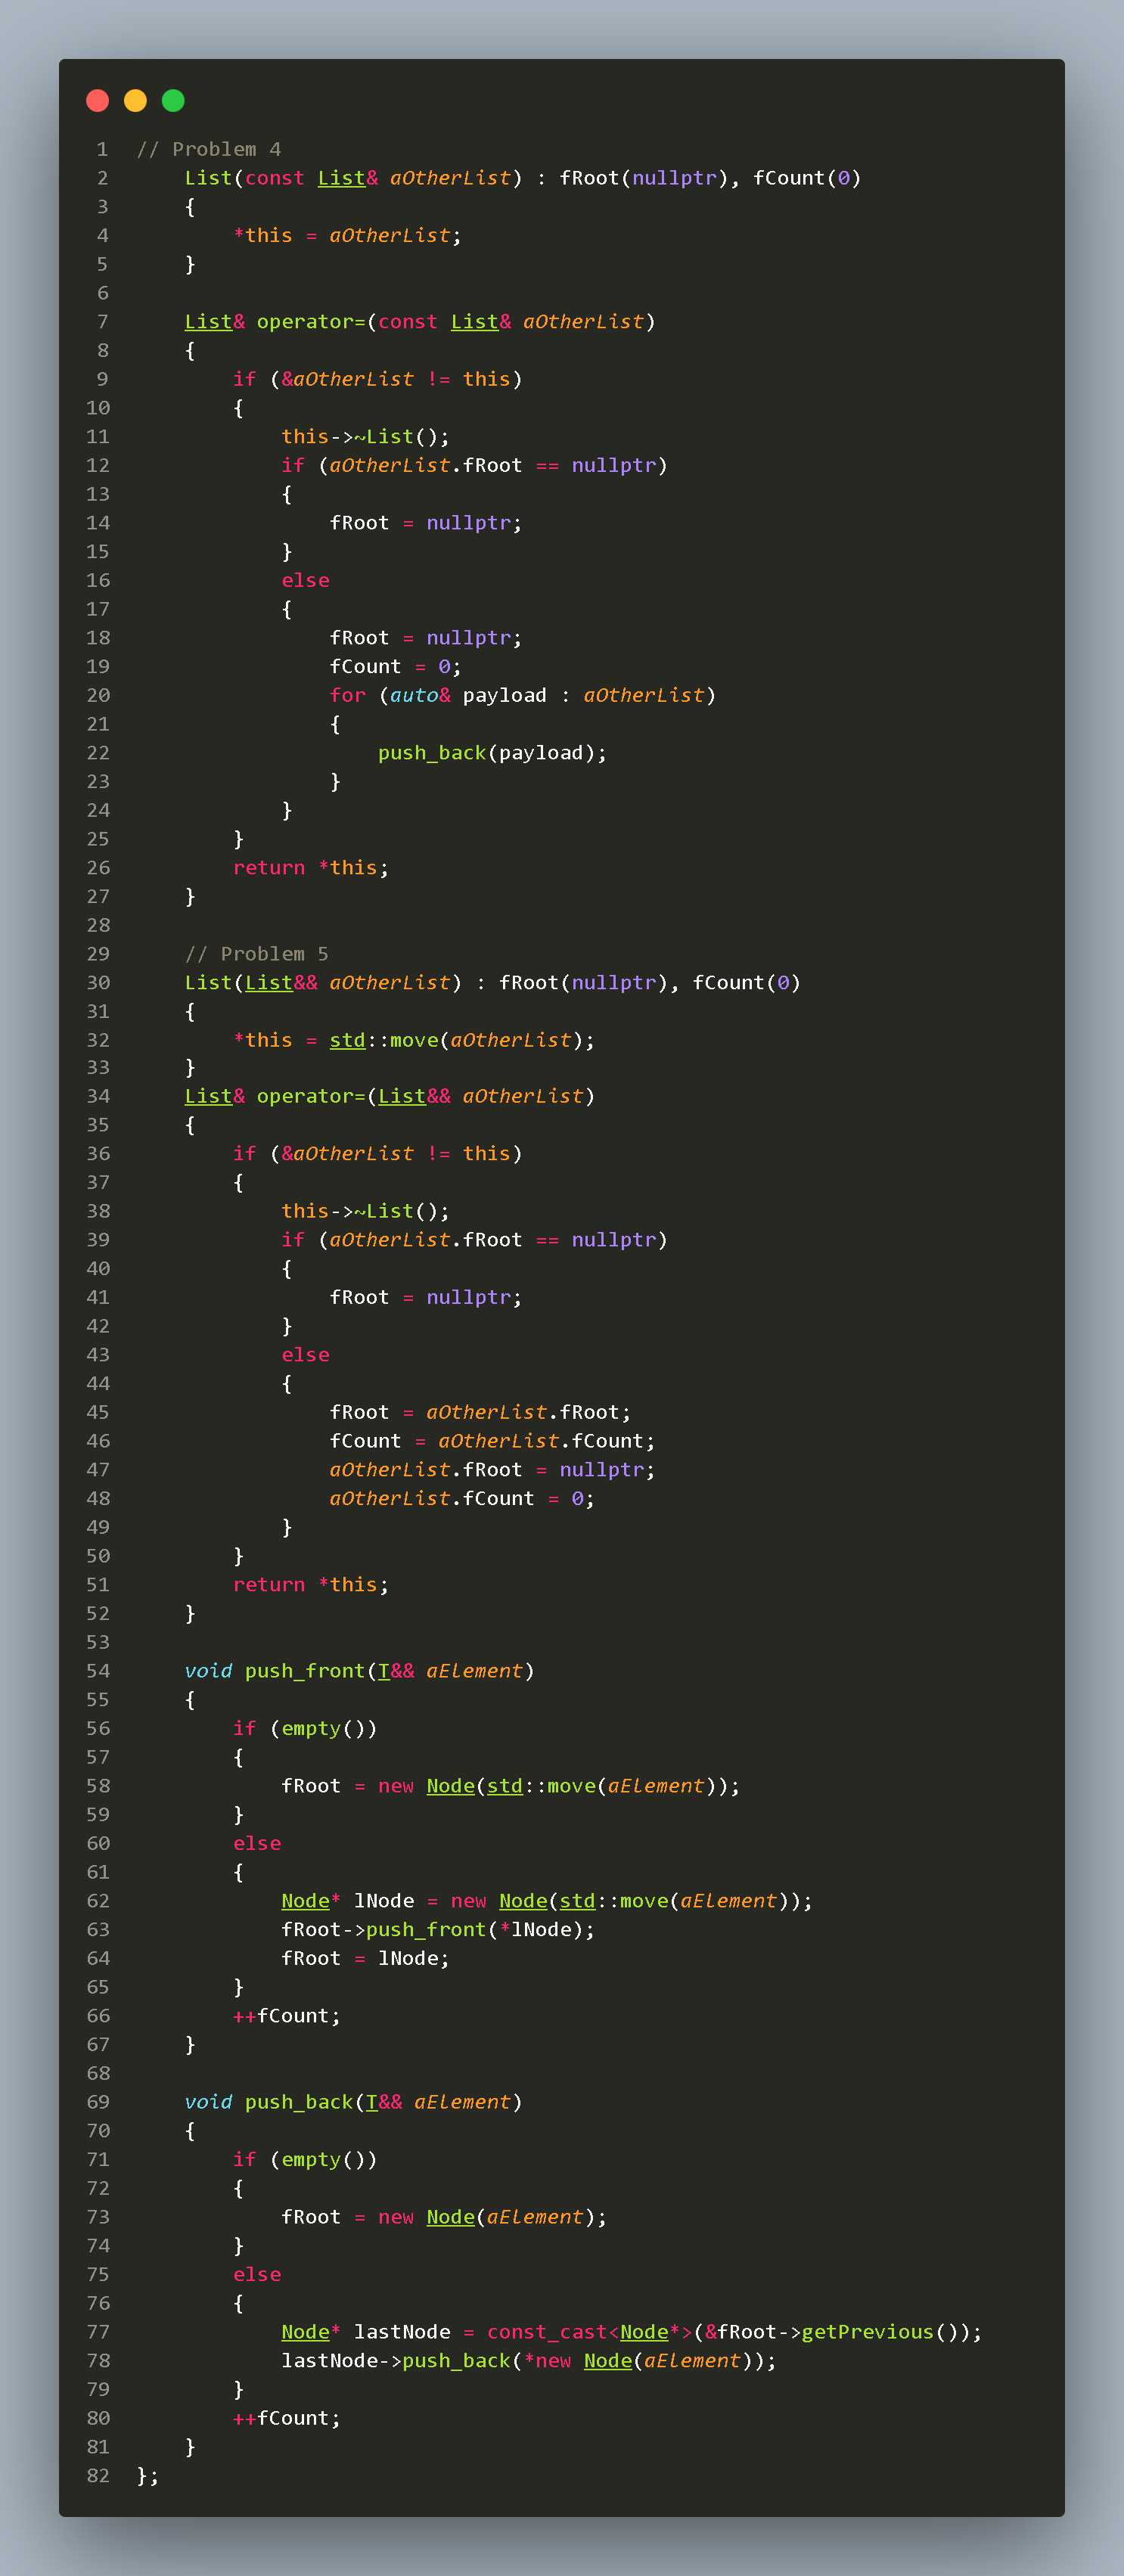 1 // Problem 4
2     List(const List& aOtherList) : fRoot(nullptr), fCount(0)
3     {
4         *this = aOtherList;
5     }
6
7     List& operator=(const List& aOtherList)
8     {
9         if (&aOtherList != this)
10         {
11             this->~List();
12             if (aOtherList.fRoot == nullptr)
13             {
14                 fRoot = nullptr;
15             }
16             else
17             {
18                 fRoot = nullptr;
19                 fCount = 0;
20                 for (auto& payload : aOtherList)
21                 {
22                     push_back(payload);
23                 }
24             }
25         }
26         return *this;
27     }
28
29     // Problem 5
30     List(List&& aOtherList) : fRoot(nullptr), fCount(0)
31     {
32         *this = std::move(aOtherList);
33     }
34     List& operator=(List&& aOtherList)
35     {
36         if (&aOtherList != this)
37         {
38             this->~List();
39             if (aOtherList.fRoot == nullptr)
40             {
41                 fRoot = nullptr;
42             }
43             else
44             {
45                 fRoot = aOtherList.fRoot;
46                 fCount = aOtherList.fCount;
47                 aOtherList.fRoot = nullptr;
48                 aOtherList.fCount = 0;
49             }
50         }
51         return *this;
52     }
53
54     void push_front(T&& aElement)
55     {
56         if (empty())
57         {
58             fRoot = new Node(std::move(aElement));
59         }
60         else
61         {
62             Node* lNode = new Node(std::move(aElement));
63             fRoot->push_front(*lNode);
64             fRoot = lNode;
65         }
66         ++fCount;
67     }
68
69     void push_back(T&& aElement)
70     {
71         if (empty())
72         {
73             fRoot = new Node(aElement);
74         }
75         else
76         {
77             Node* lastNode = const_cast<Node*>(&fRoot->getPrevious());
78             lastNode->push_back(*new Node(aElement));
79         }
80         ++fCount;
81     }
82 };